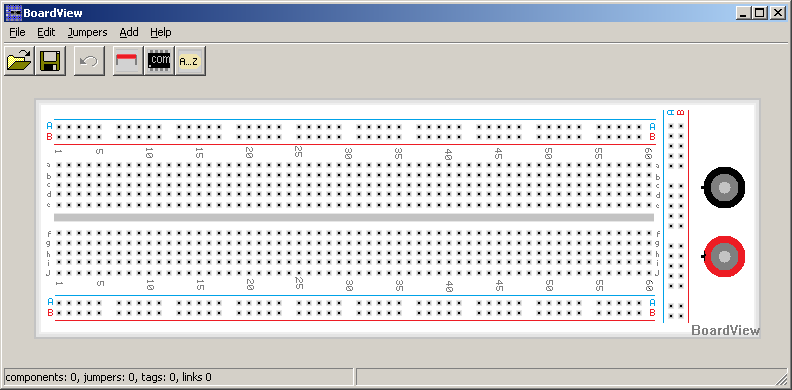 BoardView
File Edit Jumpers Add Help
.com A...Z
A B
A A
B B
1 5 10 15 20 25 30 35 40 45 50 55 60
a a
b b
c c
d d
e e
f f
g g
h h
i i
J j
1 5 10 15 20 25 30 35 40 45 50 55 60
A A
B B
BoardView
components: 0, jumpers: 0, tags: 0, links 0